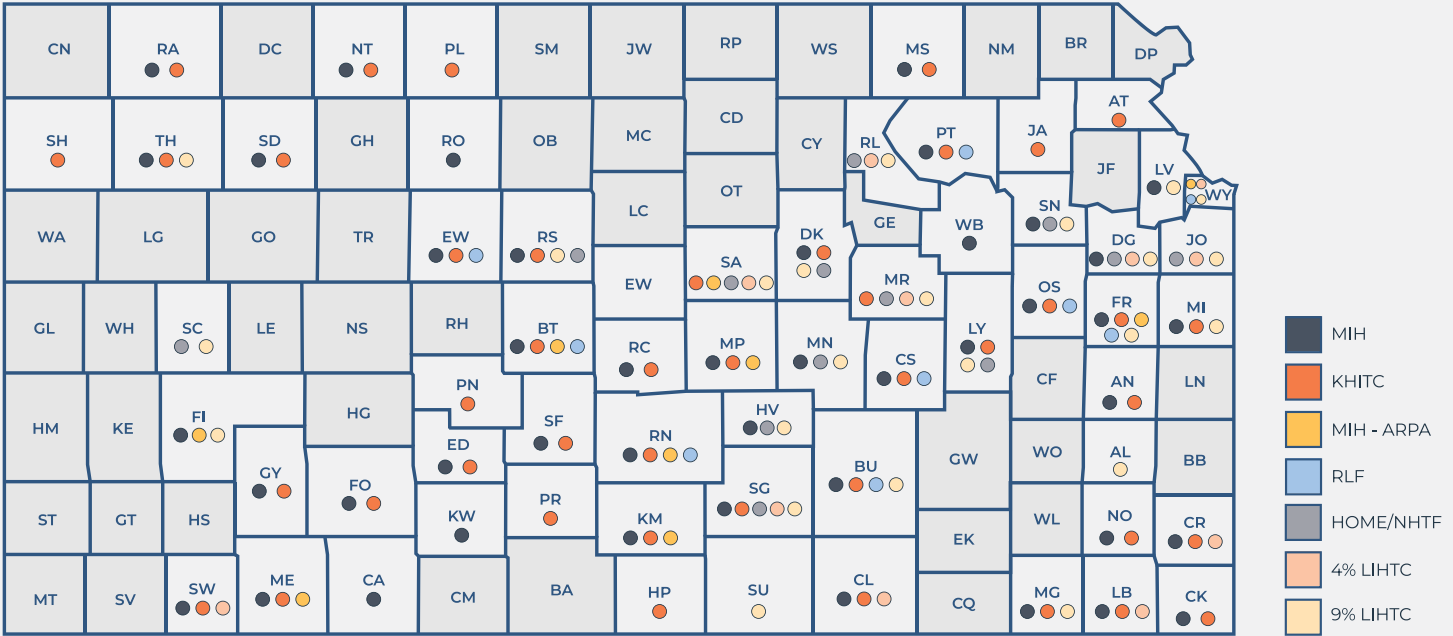 CN RA DC NT PL SM JW RP WS MS NM BR DP
SH TH SD GH RO OB MC CD CY RL PT JA AT JF LV WY
WA LG GO TR EW RS LC OT DK GE WB SN DG JO
EW SA MR OS FR MI
GL WH SC LE NS RH BT RC MP MN CS LY CF AN LN
HM KE FI HG PN SF RN HV BU GW WO AL BB
GY FO ED SG
ST GT HS KW PR KM EK WL NO CR
MT SV SW ME CA CM BA HP SU CL CQ MG LB CK
MIH
KHITC
MIH - ARPA
RLF
HOME/NHTF
4% LIHTC
9% LIHTC